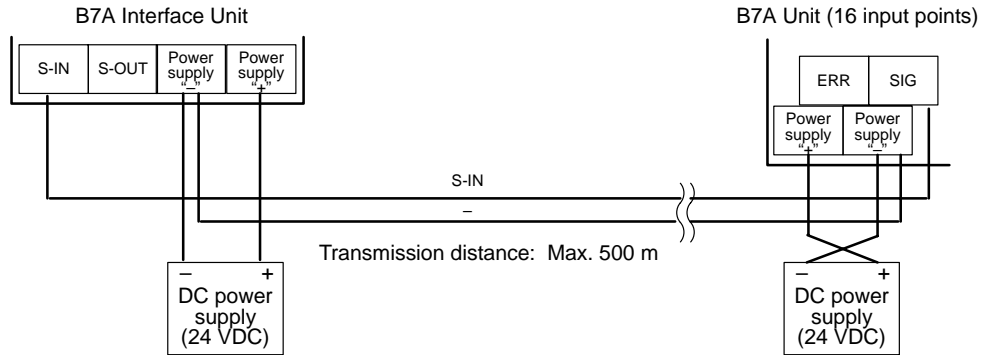 B7A Interface Unit
B7A Unit (16 input points)
S-IN
S-OUT
Power
supply
“–”
Power
supply
“+”
ERR
SIG
Power
supply
“+”
Power
supply
“–”
S-IN
–
Transmission distance: Max. 500 m
– +
DC power
supply
(24 VDC)
– +
DC power
supply
(24 VDC)